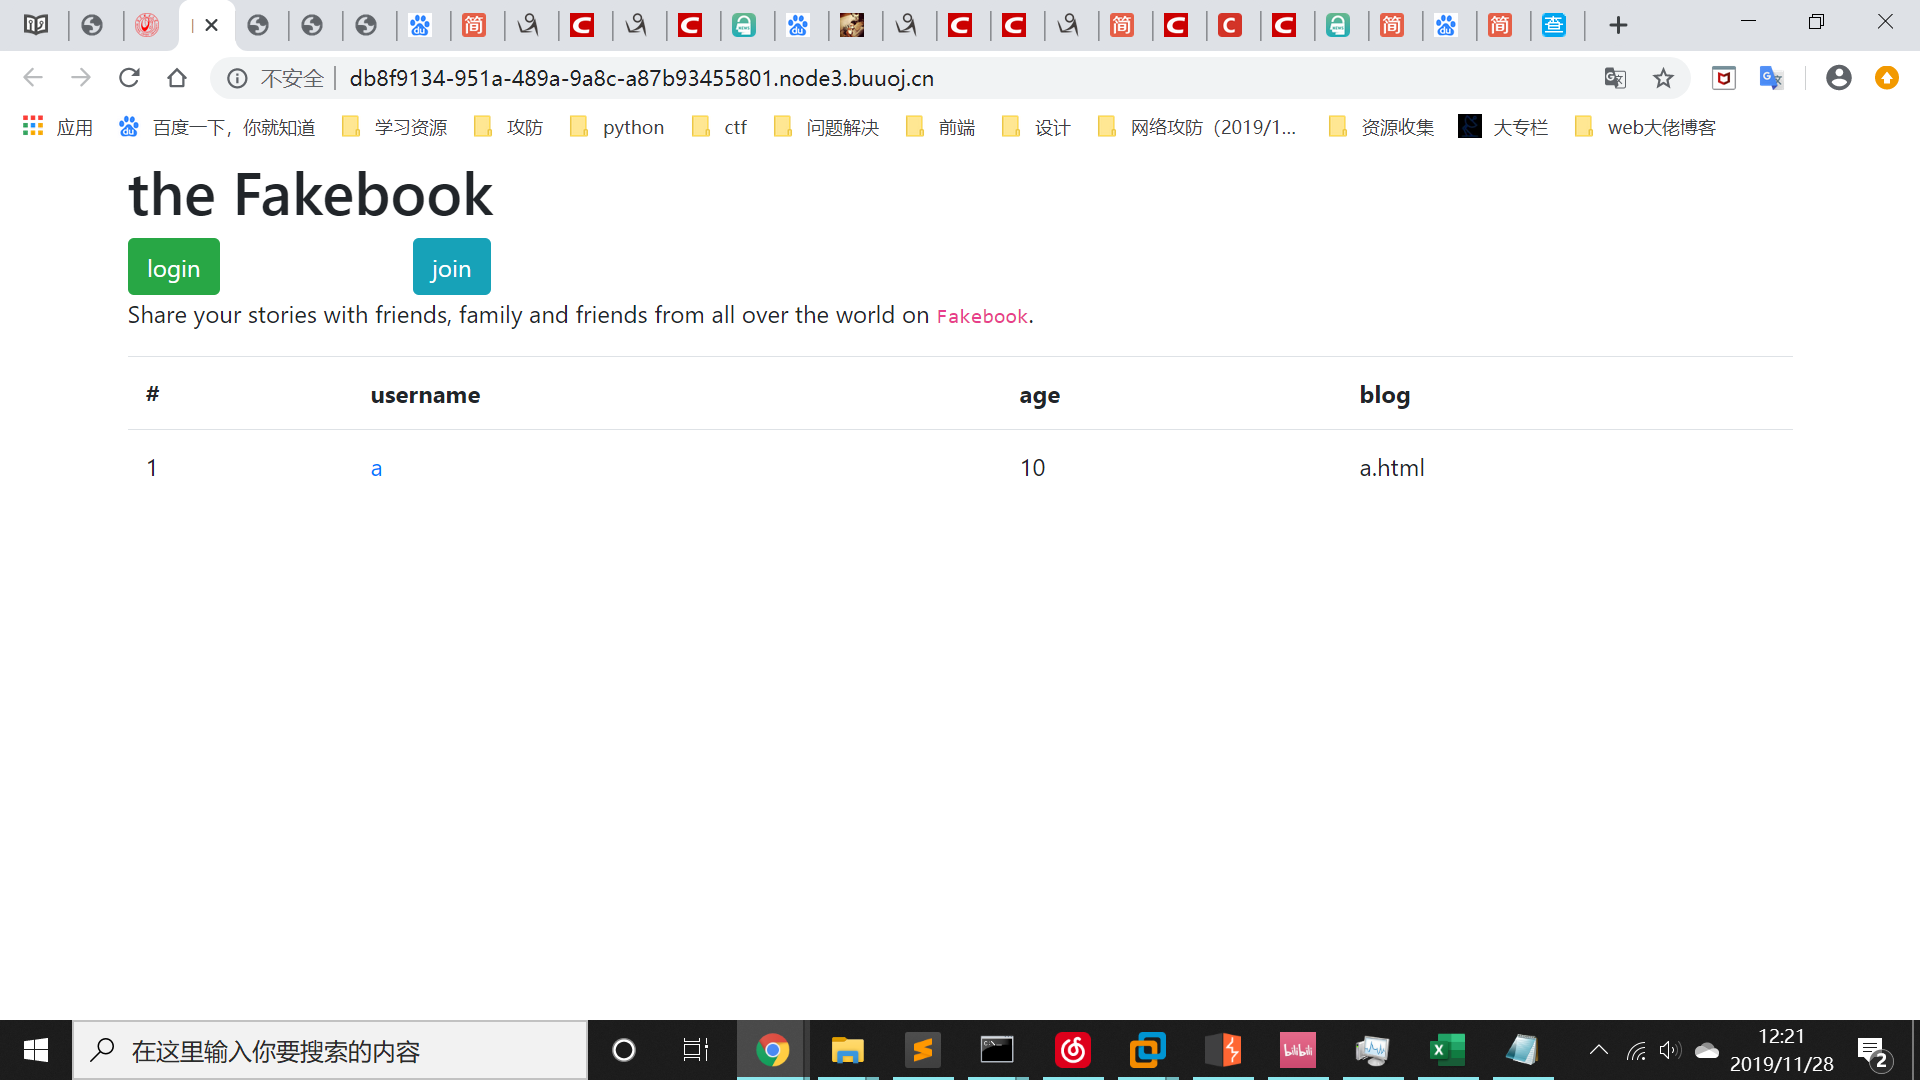 不安全 db8f9134-951a-489a-9a8c-a87b93455801.node3.buuoj.cn
应用 百度一下，你就知道 学习资源 攻防 python ctf 问题解决 前端 设计 网络攻防（2019/1... 资源收集 大专栏 web大佬博客
the Fakebook
login join
Share your stories with friends, family and friends from all over the world on Fakebook.
# username age blog
1 a 10 a.html
在这里输入你要搜索的内容
12:21
2019/11/28
2